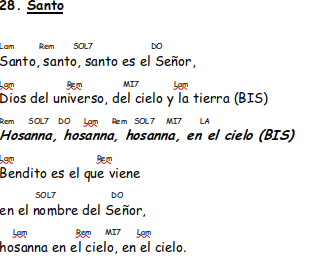 28. Santo
Lam Rem SOL7 DO
Santo, santo, santo es el Señor,
Lam Rem MI7 Lam
Dios del universo, del cielo y la tierra (BIS)
Rem SOL7 DO Lam Rem SOL7 MI7 LA
Hosanna, hosanna, hosanna, en el cielo (BIS)
Lam Rem
Bendito es el que viene
SOL7 DO
en el nombre del Señor,
Lam Rem MI7 Lam
hosanna en el cielo, en el cielo.